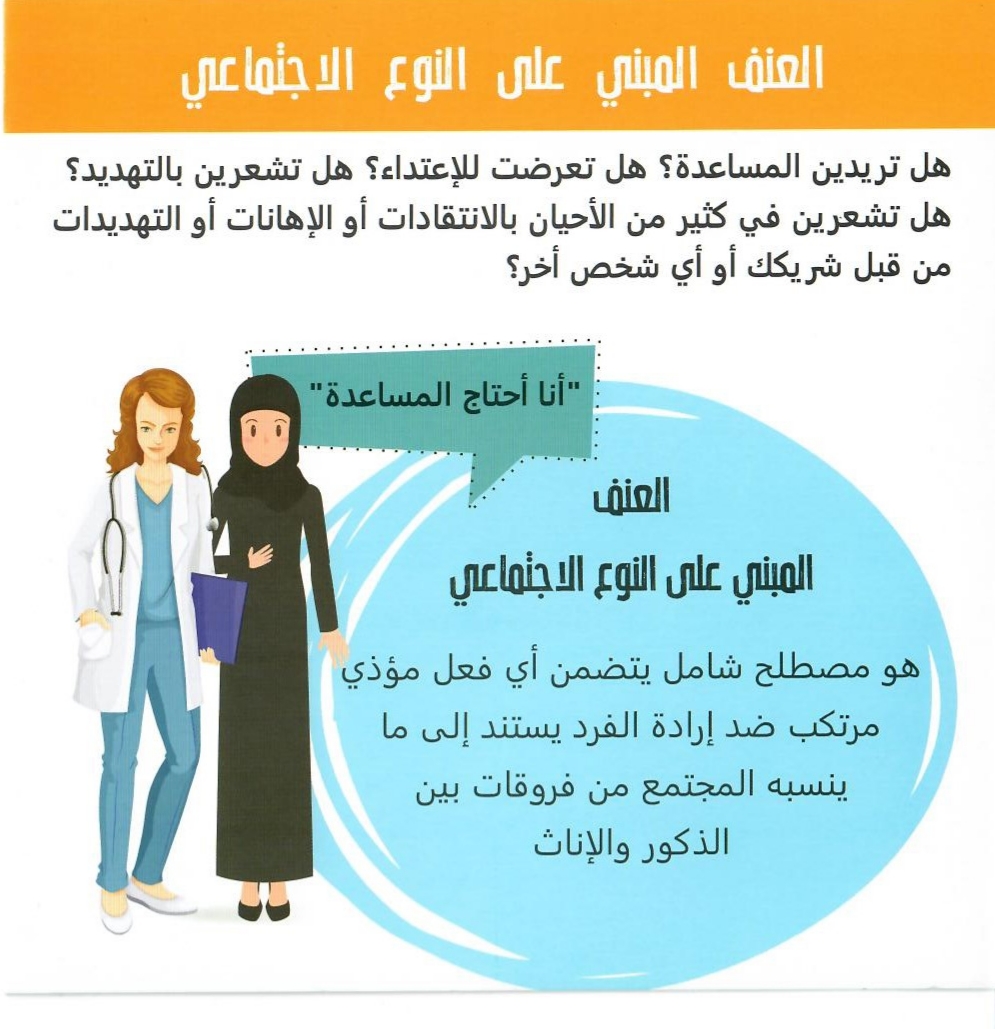 العنف المبني على النوع الاجتماعي
هل تريدين المساعدة؟ هل تعرضت للإعتداء؟ هل تشعرين بالتهديد؟
هل تشعرين في كثير من الأحيان بالانتقادات أو الإهانات أو التهديدات
من قبل شريكك أو أي شخص أخر؟
"أنا أحتاج المساعدة"
العنف
المبني على النوع الاجتماعي
هو مصطلح شامل يتضمن أي فعل مؤذي
مرتكب ضد إرادة الفرد يستند إلى ما
ينسبه المجتمع من فروقات بين
الذكور والإناث